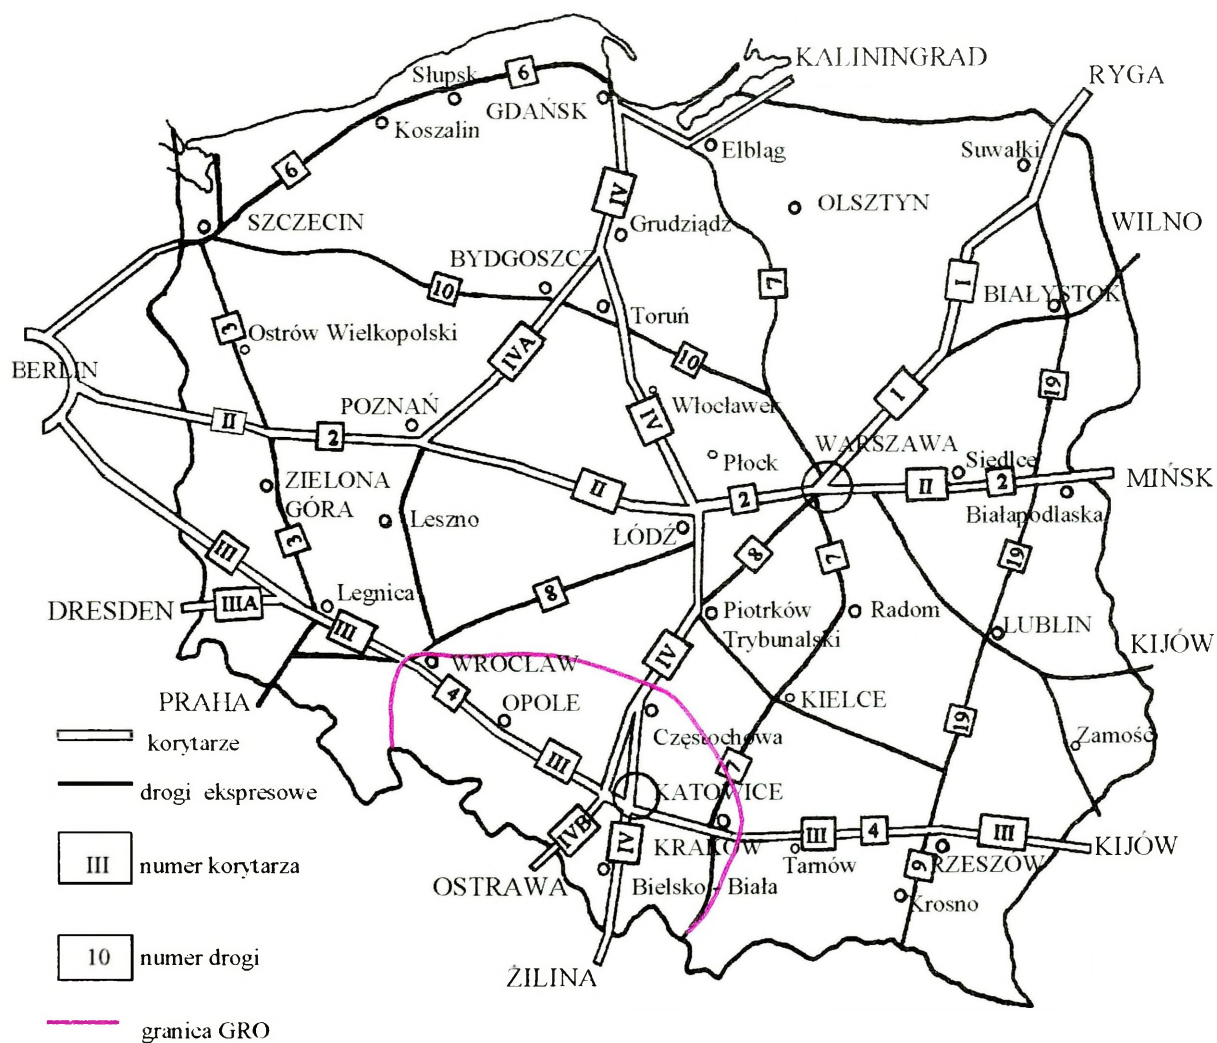 KALININGRAD
RYGA
Słupsk
6
GDAŃSK
Koszalin
Elbląg
Suwałki
6
IV
OLSZTYN
SZCZECIN
Grudziądz
WILNO
BYDGOSZCZ
10
7
I
BIAŁYSTOK
3
Ostrów Wielkopolski
Toruń
IVA
10
BERLIN
19
I
POZNAŃ
Włocławek
IV
II
2
WARSZAWA
Płock
Siedlce
ZIELONA
GÓRA
II
2
II
2
MIŃSK
Białapodlaska
Leszno
ŁÓDŹ
3
III
8
7
19
DRESDEN
IIIA
Legnica
8
Piotrków
Trybunalski
Radom
LUBLIN
III
KIJÓW
IV
WROCŁAW
PRAHA
4
OPOLE
KIELCE
19
korytarze
Częstochowa
Zamość
III
7
drogi ekspresowe
KATOWICE
IVB
IV
KRAKÓW
III
4
III
KIJÓW
Tarnów
RZESZÓW
III
numer korytarza
OSTRAWA
Bielsko - Biała
9
Krosno
10
numer drogi
ŻILINA
granica GRO